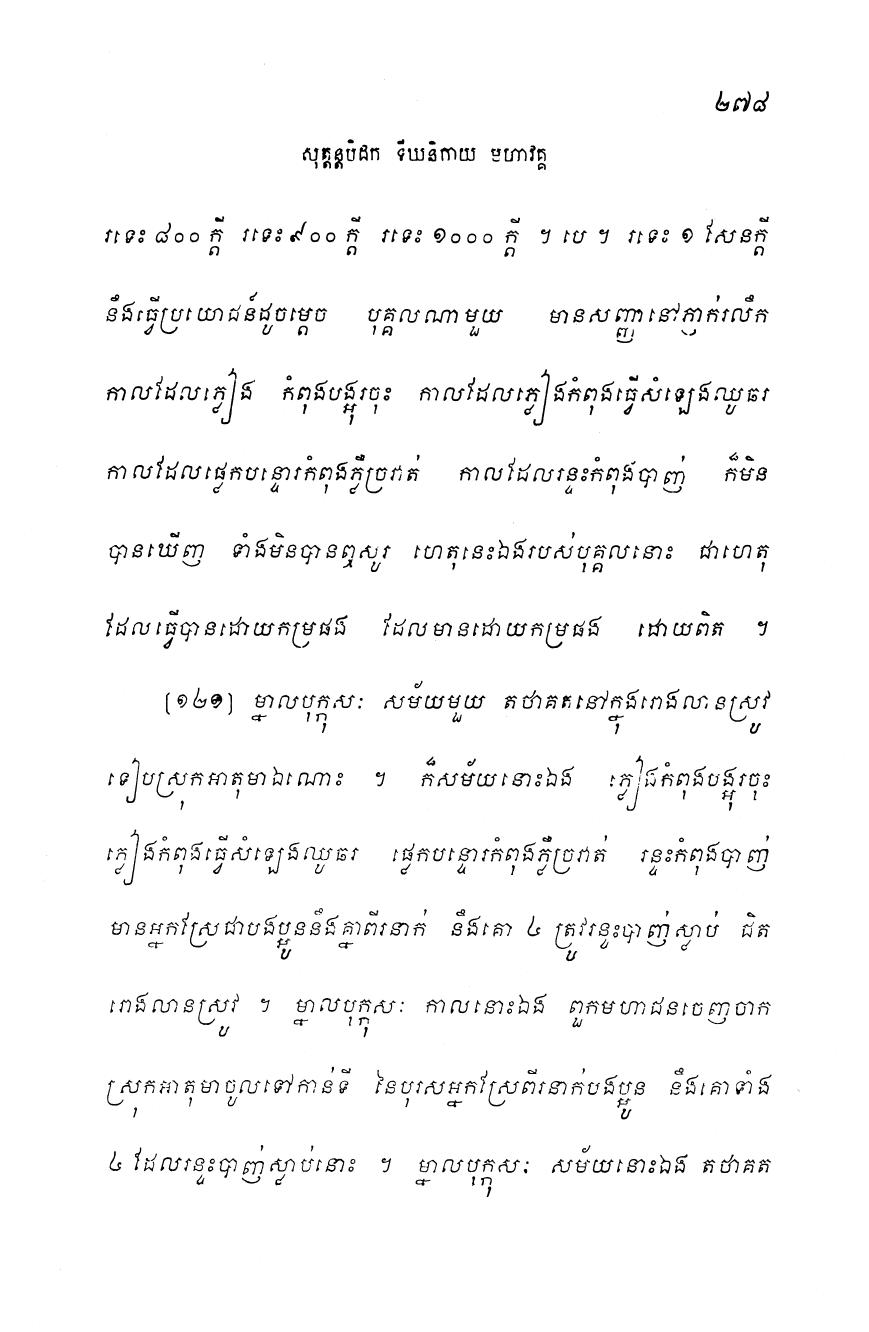 ២៧៨
សុត្តន្តបិដក ទីឃនិកាយ មហាវគ្គ
រទេះ ៨០០ ក្តី រទេះ ៩០០ ក្តី រទេះ ១០០០ ក្តី ។ បេ ។ រទេះ ១ សែនក្តី
នឹងធ្វើប្រយោជន៍ដូចម្តេច បុគ្គលណាមួយ មានសញ្ញានៅភ្ញាក់រលឹក
កាលដែលភ្លៀង កំពុងបង្អុរចុះ កាលដែលភ្លៀងកំពុងធ្វើសំឡេងឈូឆរ
កាលដែលផ្លេកបន្ទោរកំពុងភ្លឺច្រវាត់ កាលដែលរន្ទះកំពុងបាញ់ ក៏មិន
បានឃើញ ទាំងមិនបានឮសូរ ហេតុនេះឯងរបស់បុគ្គលនោះ ជាហេតុ
ដែលធ្វើបានដោយកម្រផង ដែលមានដោយកម្រផង ដោយពិត ។
[១៤១] ម្នាលបុក្កុសៈ សម័យមួយ តថាគតនៅក្នុងរោងលានស្រូវ
ទៀបស្រុកអាតុមាឯណោះ ។ ក៏សម័យនោះឯង ភ្លៀងកំពុងបង្អុរចុះ
ភ្លៀងកំពុងធ្វើសំឡេងឈូឆរ ផ្លេកបន្ទោរកំពុងភ្លឺច្រវាត់ រន្ទះកំពុងបាញ់
មានអ្នកស្រែជាបងប្អូននឹងគ្នាពីរនាក់ នឹងគោ ៤ ត្រូវរន្ទះបាញ់ស្លាប់ ជិត
រោងលានស្រូវ ។ ម្នាលបុក្កុសៈ កាលនោះឯង ពួកមហាជនចេញចាក
ស្រុកអាតុមាចូលទៅកាន់ទី នៃបុរសអ្នកស្រែពីរនាក់បងប្អូន នឹងគោទាំង
៤ ដែលរន្ទះបាញ់ស្លាប់នោះ ។ ម្នាលបុក្កុសៈ សម័យនោះឯង តថាគត